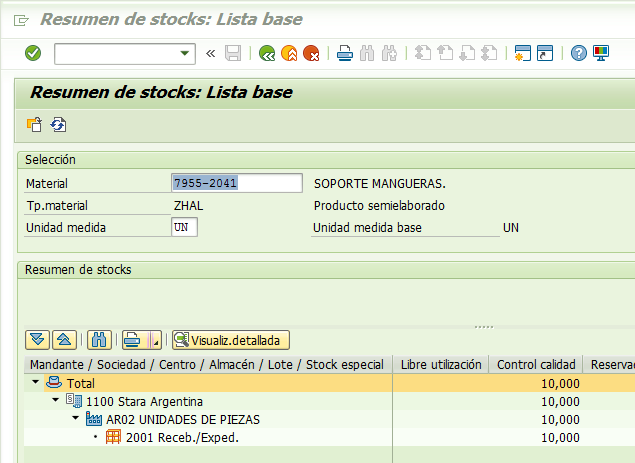 Resumen de stocks: Lista base
Resumen de stocks: Lista base
Selección
Material 7955-2041 SOPORTE MANGUERAS.
Tp.material ZHAL Producto semielaborado
Unidad medida UN Unidad medida base UN
Resumen de stocks
Visualiz.detallada
Mandante / Sociedad / Centro / Almacén / Lote / Stock especial Libre utilización Control calidad Reservad
Total 10,000
1100 Stara Argentina 10,000
AR02 UNIDADES DE PIEZAS 10,000
2001 Receb./Exped. 10,000